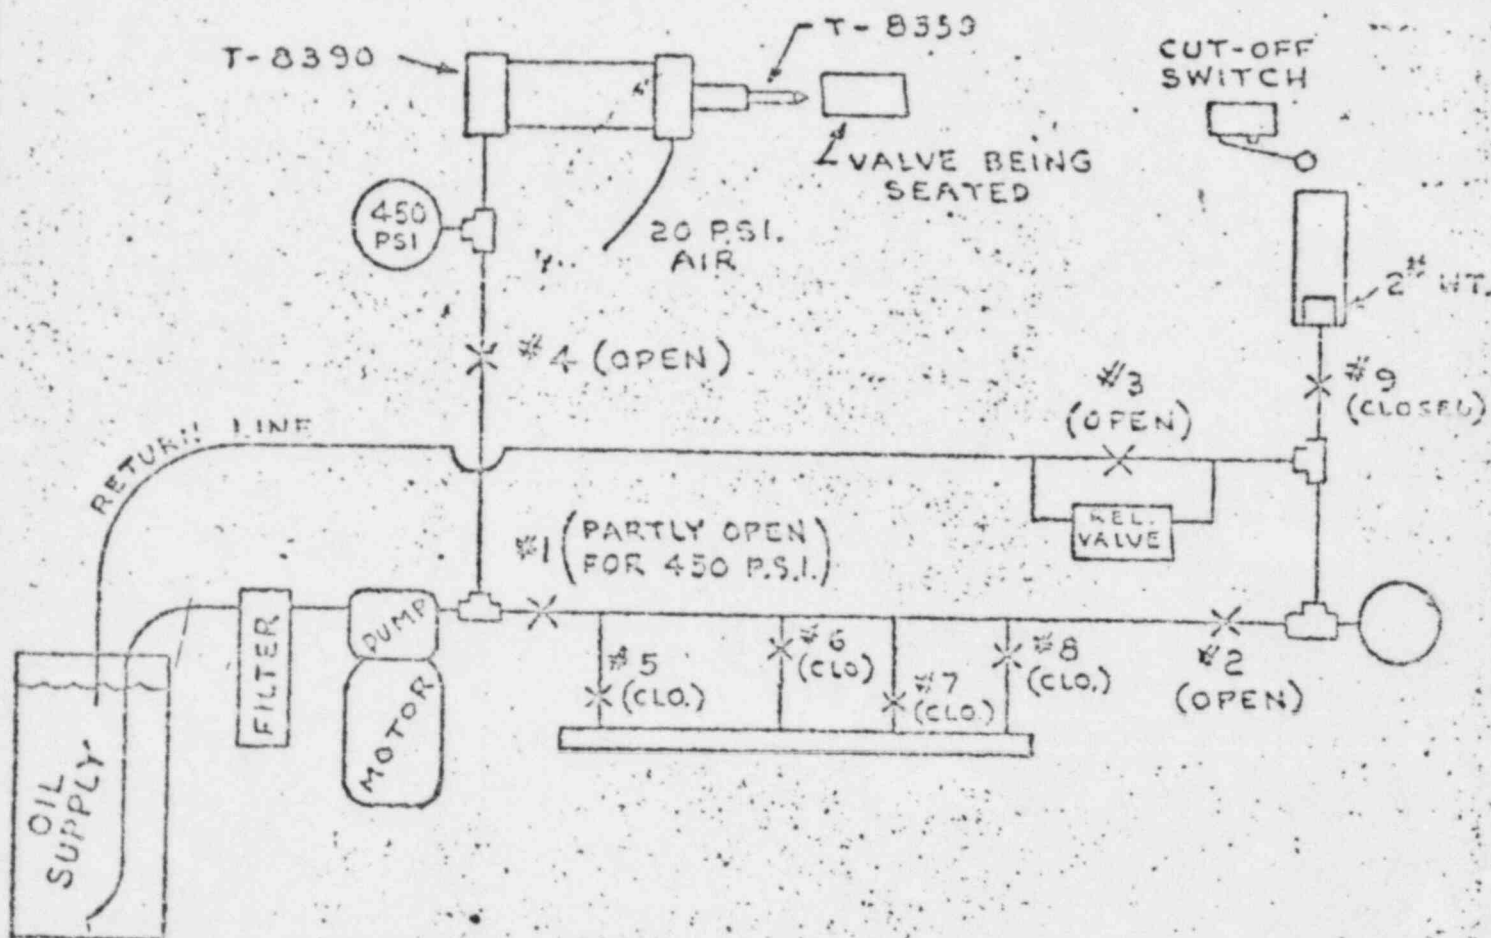 T-8390
T-8359
CUT-OFF
SWITCH
VALVE BEING
SEATED
450
PSI
20 P.S.I.
AIR
2# WT.
#4 (OPEN)
#3
(OPEN)
#9
(CLOSED)
RETURN LINE
REL.
VALVE
#1 (PARTLY OPEN
FOR 450 P.S.I.)
PUMP
MOTOR
FILTER
OIL
SUPPLY
#5
(CLO.)
#6
(CLO)
#7
(CLO.)
#8
(CLO.)
#2
(OPEN)